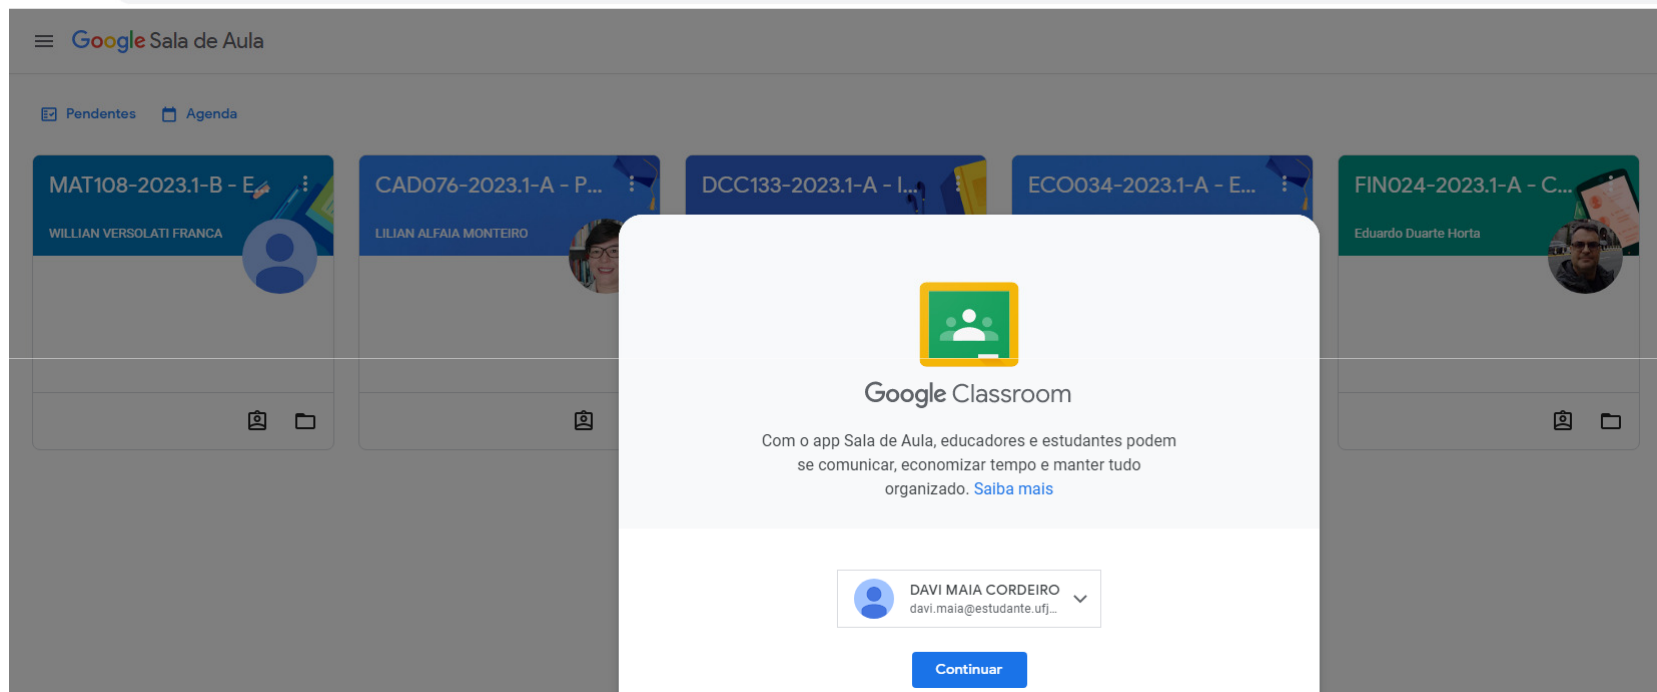 Google Sala de Aula
Pendentes
Agenda
MAT108-2023.1-B - E...
WILLIAN VERSOLATI FRANCA
CAD076-2023.1-A - P...
LILIAN ALFAIA MONTEIRO
DCC133-2023.1-A - I...
ECO034-2023.1-A - E...
FIN024-2023.1-A - C...
Eduardo Duarte Horta
Google Classroom
Com o app Sala de Aula, educadores e estudantes podem
se comunicar, economizar tempo e manter tudo
organizado. Saiba mais
DAVI MAIA CORDEIRO
davi.maia@estudante.ufj...
Continuar